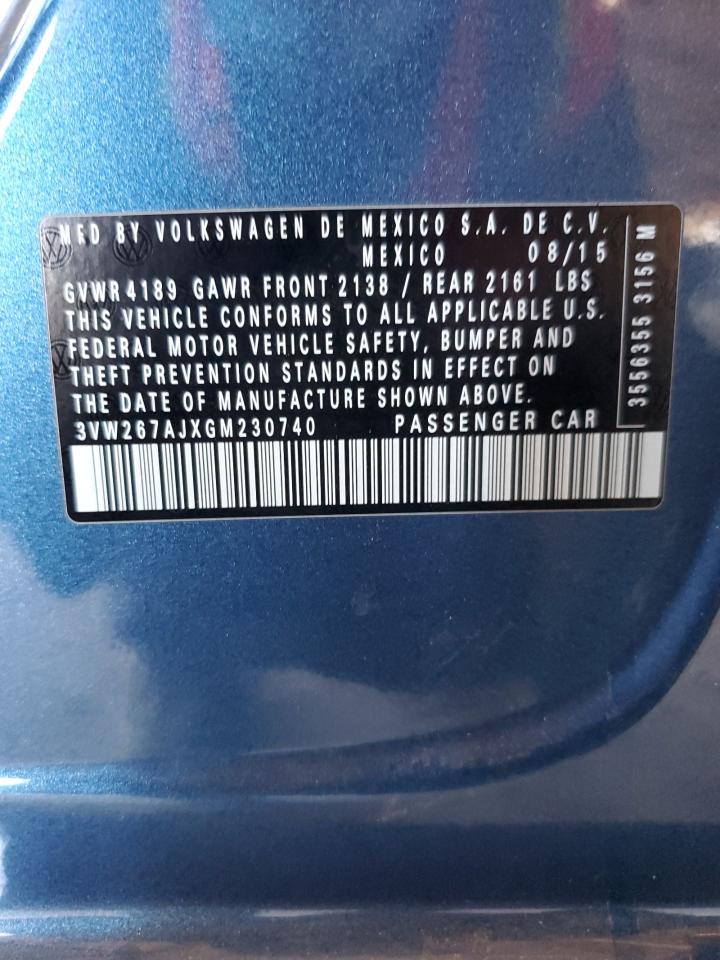 MFD BY VOLKSWAGEN DE MEXICO S.A. DE C.V.
MEXICO 08/15
GVWR 4189 GAWR FRONT 2138 / REAR 2161 LBS
THIS VEHICLE CONFORMS TO ALL APPLICABLE U.S.
FEDERAL MOTOR VEHICLE SAFETY, BUMPER AND
THEFT PREVENTION STANDARDS IN EFFECT ON
THE DATE OF MANUFACTURE SHOWN ABOVE.
3VW267AJXGM230740 PASSENGER CAR
3556355 3156 M